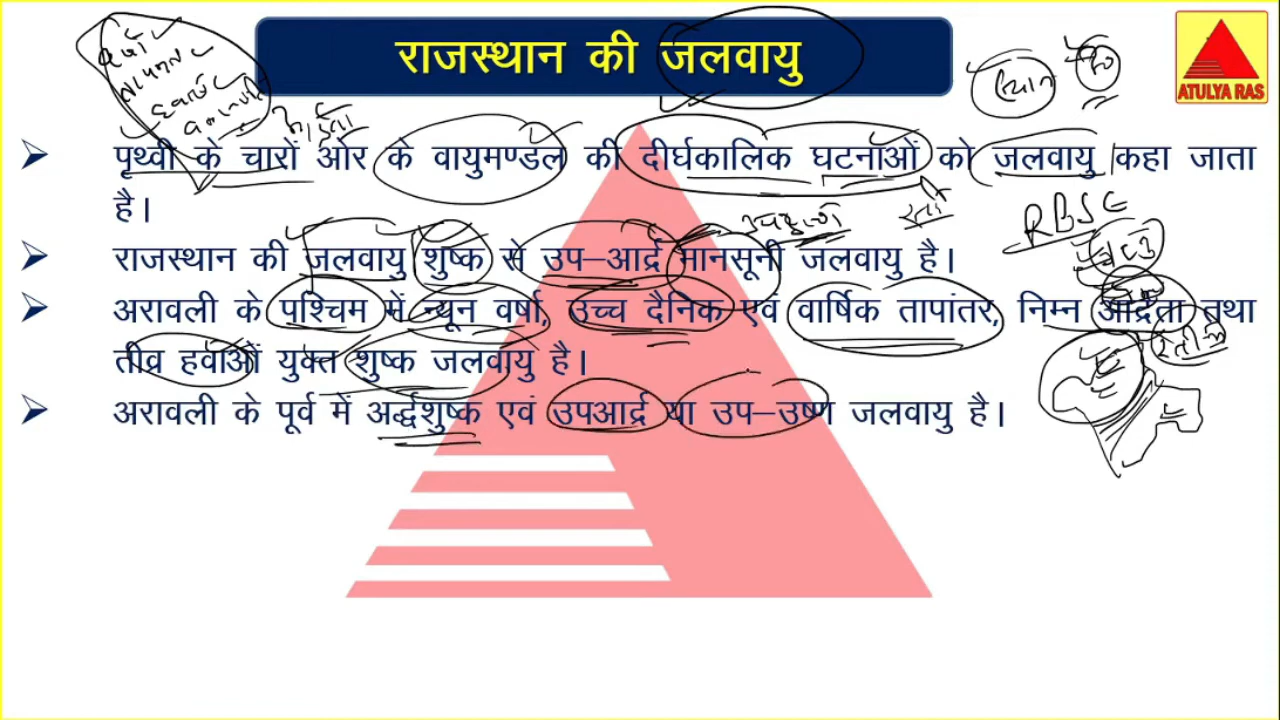 राजस्थान की जलवायु
ATULYA RAS
पृथ्वी के चारों ओर के वायुमण्डल की दीर्घकालिक घटनाओं को जलवायु कहा जाता
है।
राजस्थान की जलवायु शुष्क से उप–आर्द्र मानसूनी जलवायु है।
RBSE
अरावली के पश्चिम में न्यून वर्षा, उच्च दैनिक एवं वार्षिक तापांतर, निम्न आर्द्रता तथा
तीव्र हवाओं युक्त शुष्क जलवायु है।
अरावली के पूर्व में अर्द्धशुष्क एवं उपआर्द्र या उप–उष्ण जलवायु है।